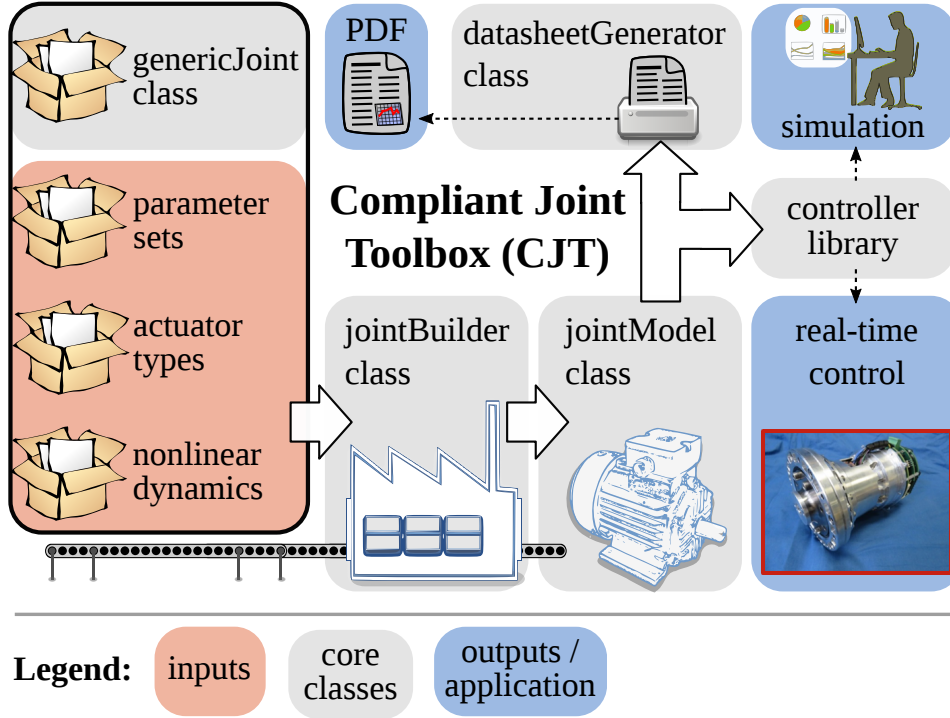 genericJoint
class
parameter
sets
actuator
types
nonlinear
dynamics
PDF
datasheetGenerator
class
simulation
Compliant Joint
Toolbox (CJT)
controller
library
jointBuilder
class
jointModel
class
real-time
control
Legend:
inputs
core
classes
outputs /
application